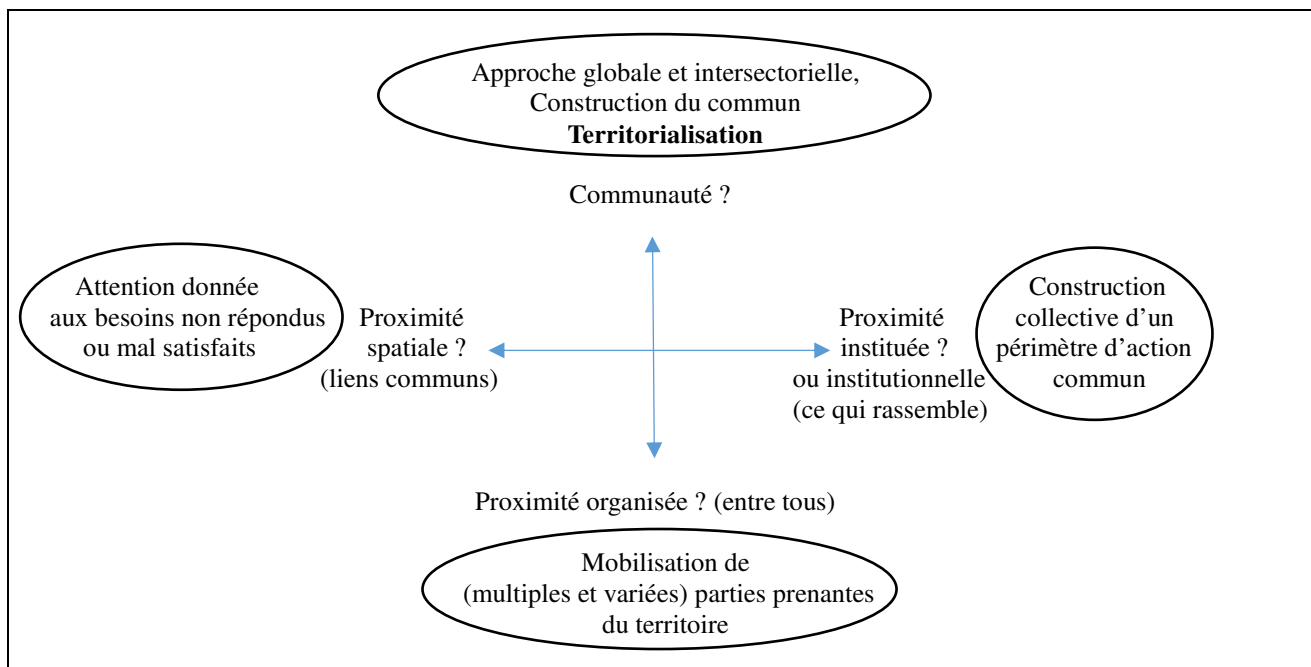 Approche globale et intersectorielle,
Construction du commun
Territorialisation
Communauté ?
Attention donnée
aux besoins non répondus
ou mal satisfaits
Proximité
spatiale ?
(liens communs)
Proximité
instituée ?
ou institutionnelle
(ce qui rassemble)
Construction
collective d’un
périmètre d’action
commun
Proximité organisée ? (entre tous)
Mobilisation de
(multiples et variées) parties prenantes
du territoire